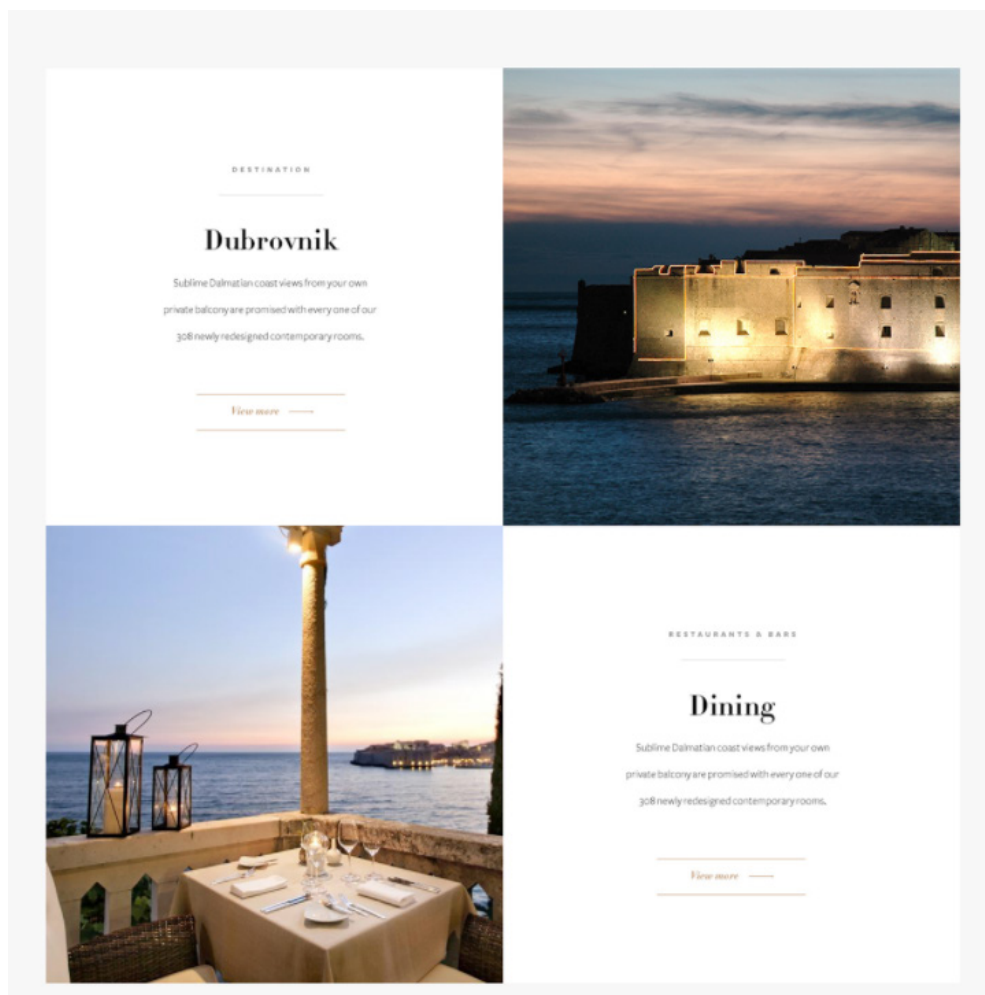 DESTINATION
Dubrovnik
Sublime Dalmatian coast views from your own
private balcony are promised with every one of our
308 newly redesigned contemporary rooms.
View more
RESTAURANTS & BARS
Dining
Sublime Dalmatian coast views from your own
private balcony are promised with every one of our
308 newly redesigned contemporary rooms.
View more